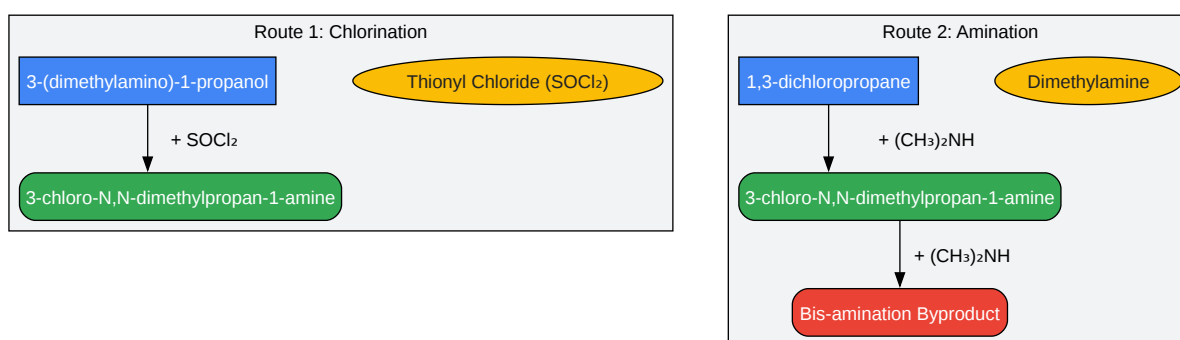 Route 1: Chlorination
3-(dimethylamino)-1-propanol
Thionyl Chloride (SOCl₂)
+ SOCl₂
3-chloro-N,N-dimethylpropan-1-amine
Route 2: Amination
1,3-dichloropropane
Dimethylamine
+ (CH₃)₂NH
3-chloro-N,N-dimethylpropan-1-amine
+ (CH₃)₂NH
Bis-amination Byproduct